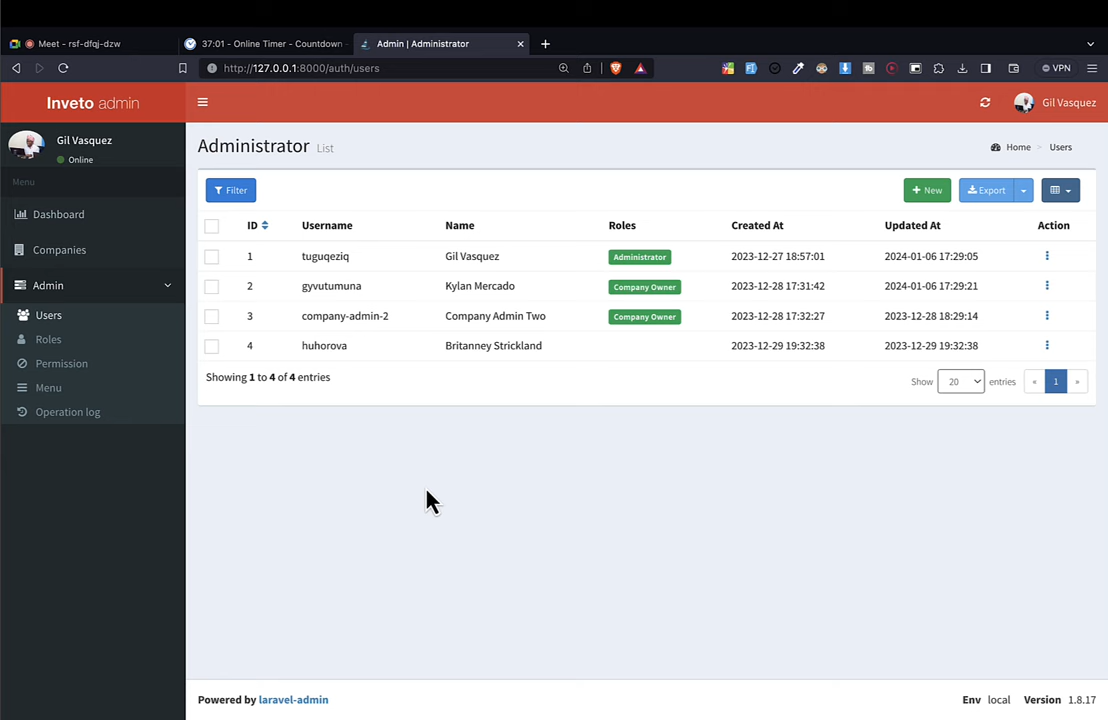 Meet - rsf-dfqj-dzw
37:01 - Online Timer - Countdown
Admin | Administrator
http://127.0.0.1:8000/auth/users
VPN
Inveto admin
Gil Vasquez
Gil Vasquez
Online
Menu
Dashboard
Companies
Admin
Users
Roles
Permission
Menu
Operation log
Administrator List
Home > Users
Filter
New
Export
ID Username Name Roles Created At Updated At Action
1 tuguqeziq Gil Vasquez Administrator 2023-12-27 18:57:01 2024-01-06 17:29:05
2 gyvutumuna Kylan Mercado Company Owner 2023-12-28 17:31:42 2024-01-06 17:29:21
3 company-admin-2 Company Admin Two Company Owner 2023-12-28 17:32:27 2023-12-28 18:29:14
4 huhorova Britanney Strickland 2023-12-29 19:32:38 2023-12-29 19:32:38
Showing 1 to 4 of 4 entries
Show 20 entries « 1 »
Powered by laravel-admin
Env local Version 1.8.17